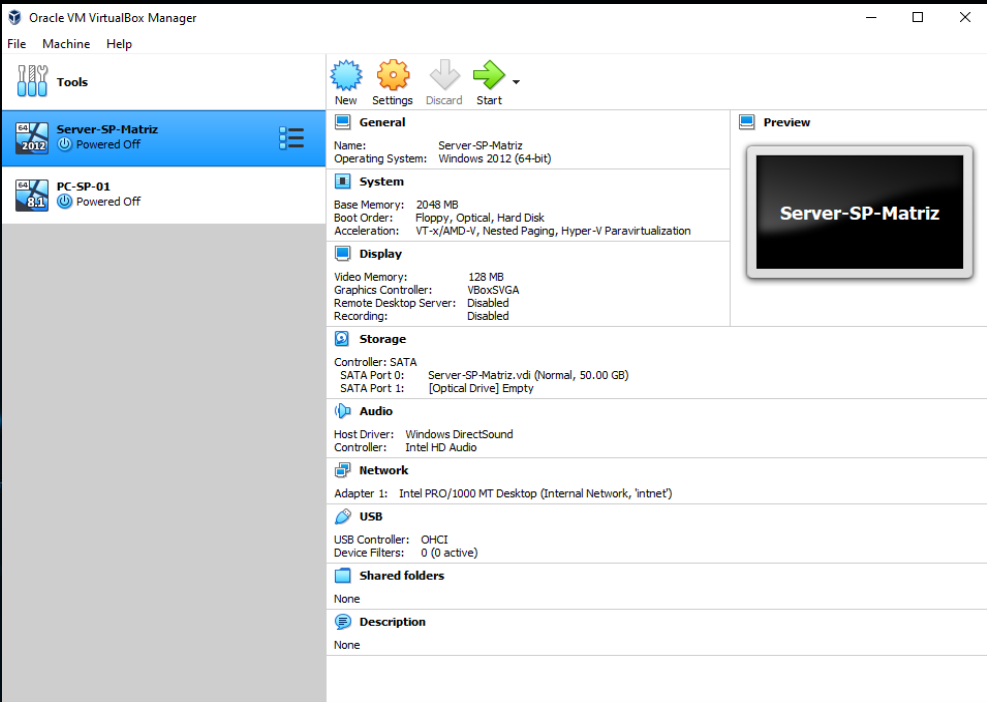 Oracle VM VirtualBox Manager
File Machine Help
Tools
64
2012
Server-SP-Matriz
Powered Off
64
8.1
PC-SP-01
Powered Off
New Settings Discard Start
General
Name: Server-SP-Matriz
Operating System: Windows 2012 (64-bit)
System
Base Memory: 2048 MB
Boot Order: Floppy, Optical, Hard Disk
Acceleration: VT-x/AMD-V, Nested Paging, Hyper-V Paravirtualization
Display
Video Memory: 128 MB
Graphics Controller: VBoxSVGA
Remote Desktop Server: Disabled
Recording: Disabled
Preview
Server-SP-Matriz
Storage
Controller: SATA
SATA Port 0: Server-SP-Matriz.vdi (Normal, 50.00 GB)
SATA Port 1: [Optical Drive] Empty
Audio
Host Driver: Windows DirectSound
Controller: Intel HD Audio
Network
Adapter 1: Intel PRO/1000 MT Desktop (Internal Network, 'intnet')
USB
USB Controller: OHCI
Device Filters: 0 (0 active)
Shared folders
None
Description
None